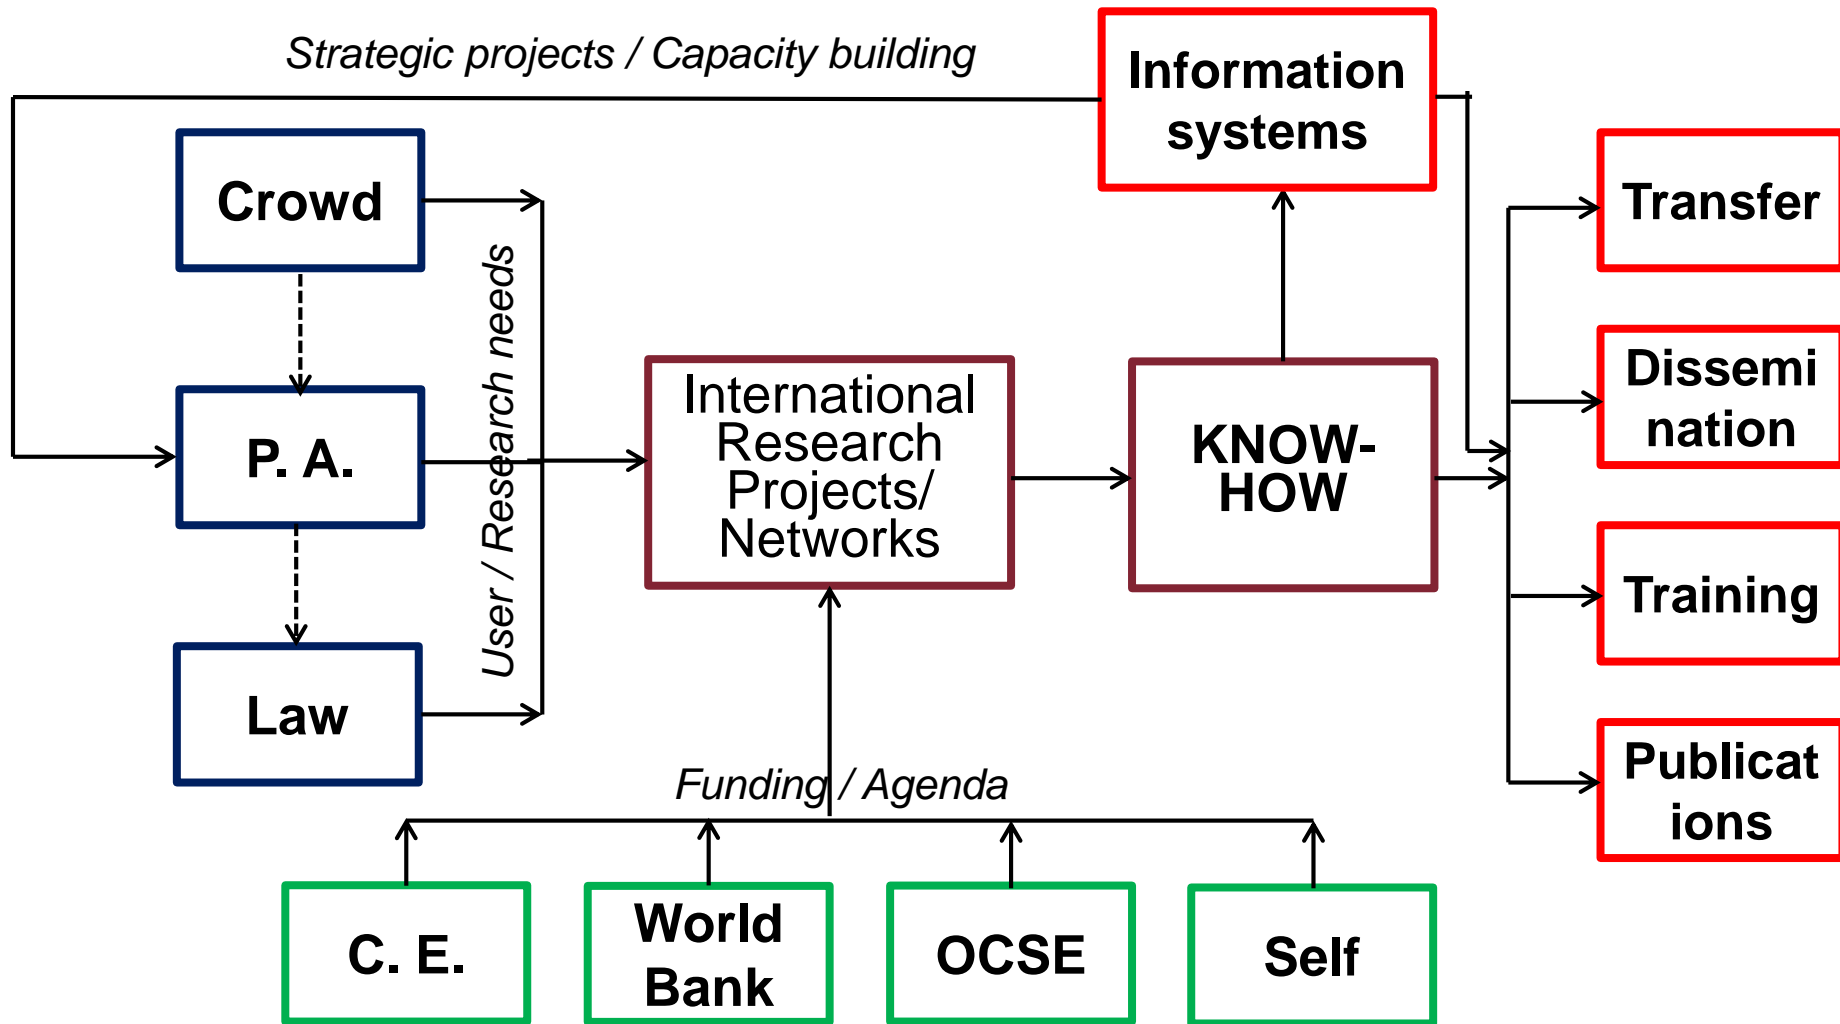 Strategic projects / Capacity building
Information
systems
Crowd
P. A.
Law
User / Research needs
International
Research
Projects/
Networks
KNOW-
HOW
Transfer
Dissemi
nation
Training
Publicat
ions
Funding / Agenda
C. E.
World
Bank
OCSE
Self